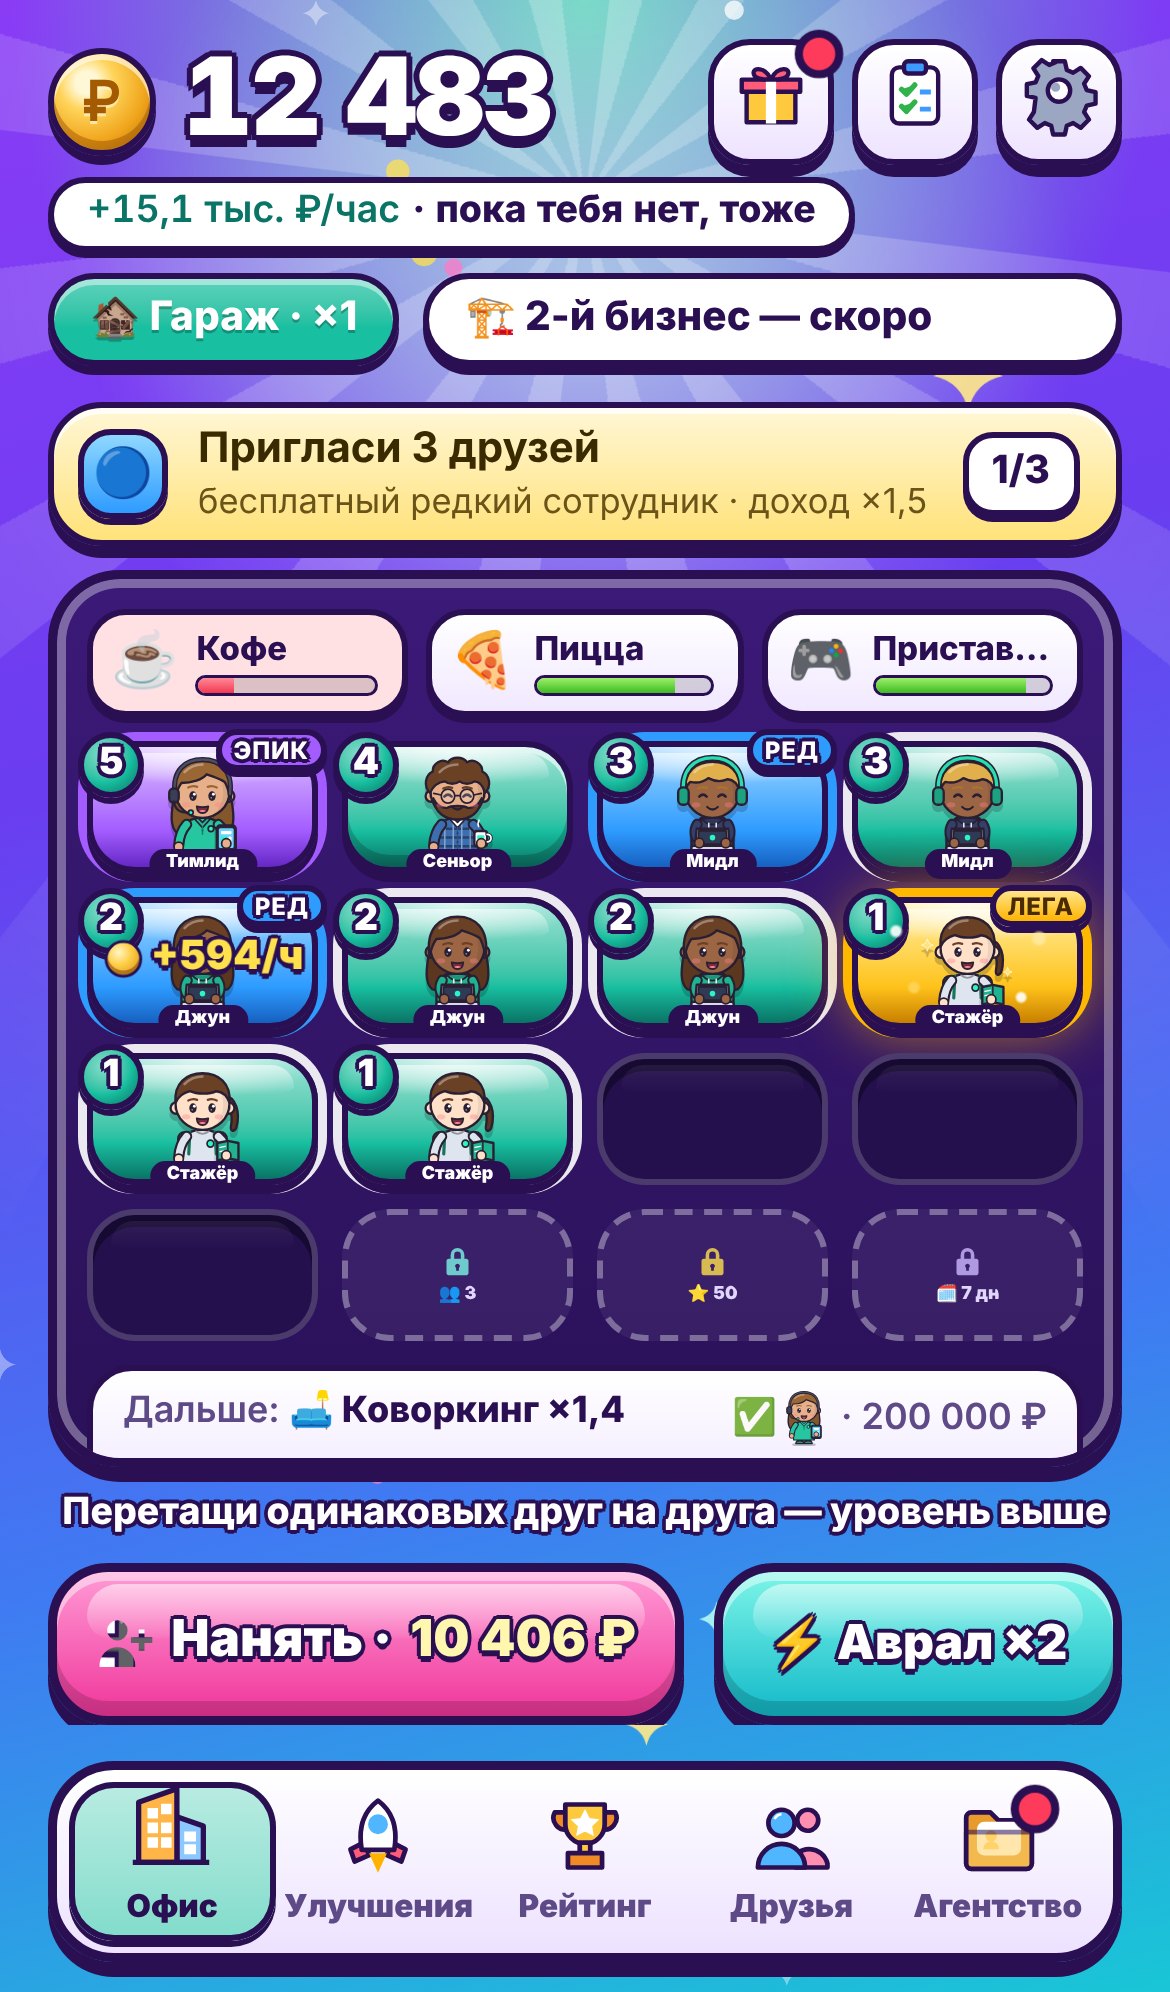 ₽ 12 483
+15,1 тыс. ₽/час · пока тебя нет, тоже
Гараж · ×1
2-й бизнес — скоро
Пригласи 3 друзей
бесплатный редкий сотрудник · доход ×1,5
1/3
Кофе
Пицца
Пристав...
5 ЭПИК
Тимлид
4
Сеньор
3 РЕД
Мидл
3
Мидл
2 РЕД
+594/ч
Джун
2
Джун
2
Джун
1 ЛЕГА
Стажёр
1
Стажёр
1
Стажёр
3
50
7 дн
Дальше: Коворкинг ×1,4
· 200 000 ₽
Перетащи одинаковых друг на друга — уровень выше
Нанять · 10 406 ₽
Аврал ×2
Офис
Улучшения
Рейтинг
Друзья
Агентство